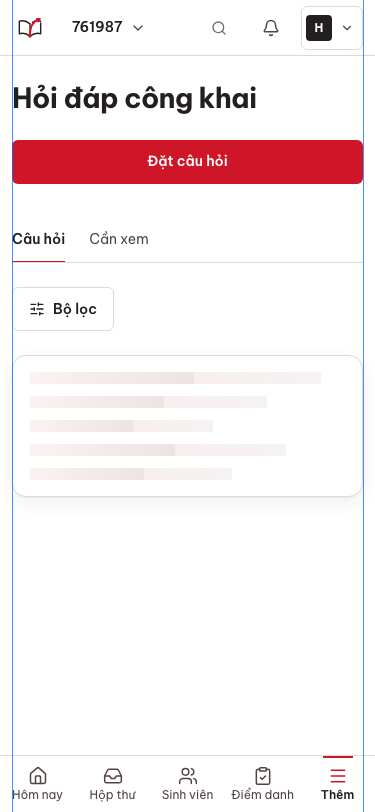 761987
H
Hỏi đáp công khai
Đặt câu hỏi
Câu hỏi Cần xem
Bộ lọc
Hôm nay Hộp thư Sinh viên Điểm danh Thêm